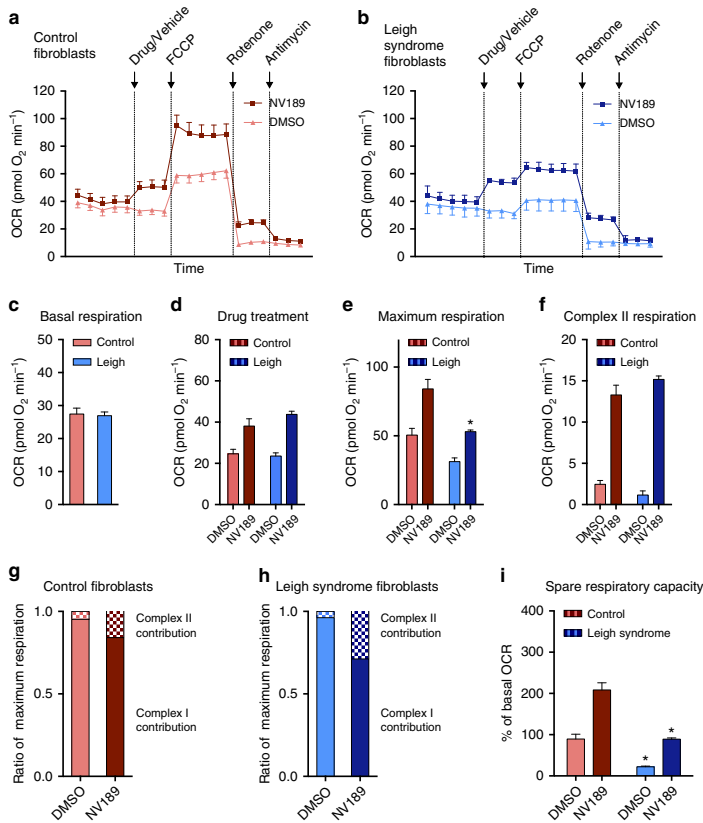 a
Control
fibroblasts
Drug/Vehicle
FCCP
Rotenone
Antimycin
OCR (pmol O₂ min⁻¹)
120
100
80
60
40
20
0
NV189
DMSO
Time
b
Leigh
syndrome
fibroblasts
Drug/Vehicle
FCCP
Rotenone
Antimycin
OCR (pmol O₂ min⁻¹)
120
100
80
60
40
20
0
NV189
DMSO
Time
c Basal respiration
OCR (pmol O₂ min⁻¹)
50
40
30
20
10
0
Control
Leigh
d Drug treatment
OCR (pmol O₂ min⁻¹)
80
60
40
20
0
Control
Leigh
DMSO
NV189
DMSO
NV189
e Maximum respiration
OCR (pmol O₂ min⁻¹)
100
50
0
Control
Leigh
*
DMSO
NV189
DMSO
NV189
f Complex II respiration
OCR (pmol O₂ min⁻¹)
20
15
10
5
0
Control
Leigh
DMSO
NV189
DMSO
NV189
g Control fibroblasts
Ratio of maximum respiration
1.0
0.5
0.0
Complex II
contribution
Complex I
contribution
DMSO
NV189
h Leigh syndrome fibroblasts
Ratio of maximum respiration
1.0
0.5
0.0
Complex II
contribution
Complex I
contribution
DMSO
NV189
i Spare respiratory capacity
% of basal OCR
400
300
200
100
0
Control
Leigh syndrome
*
*
DMSO
NV189
DMSO
NV189